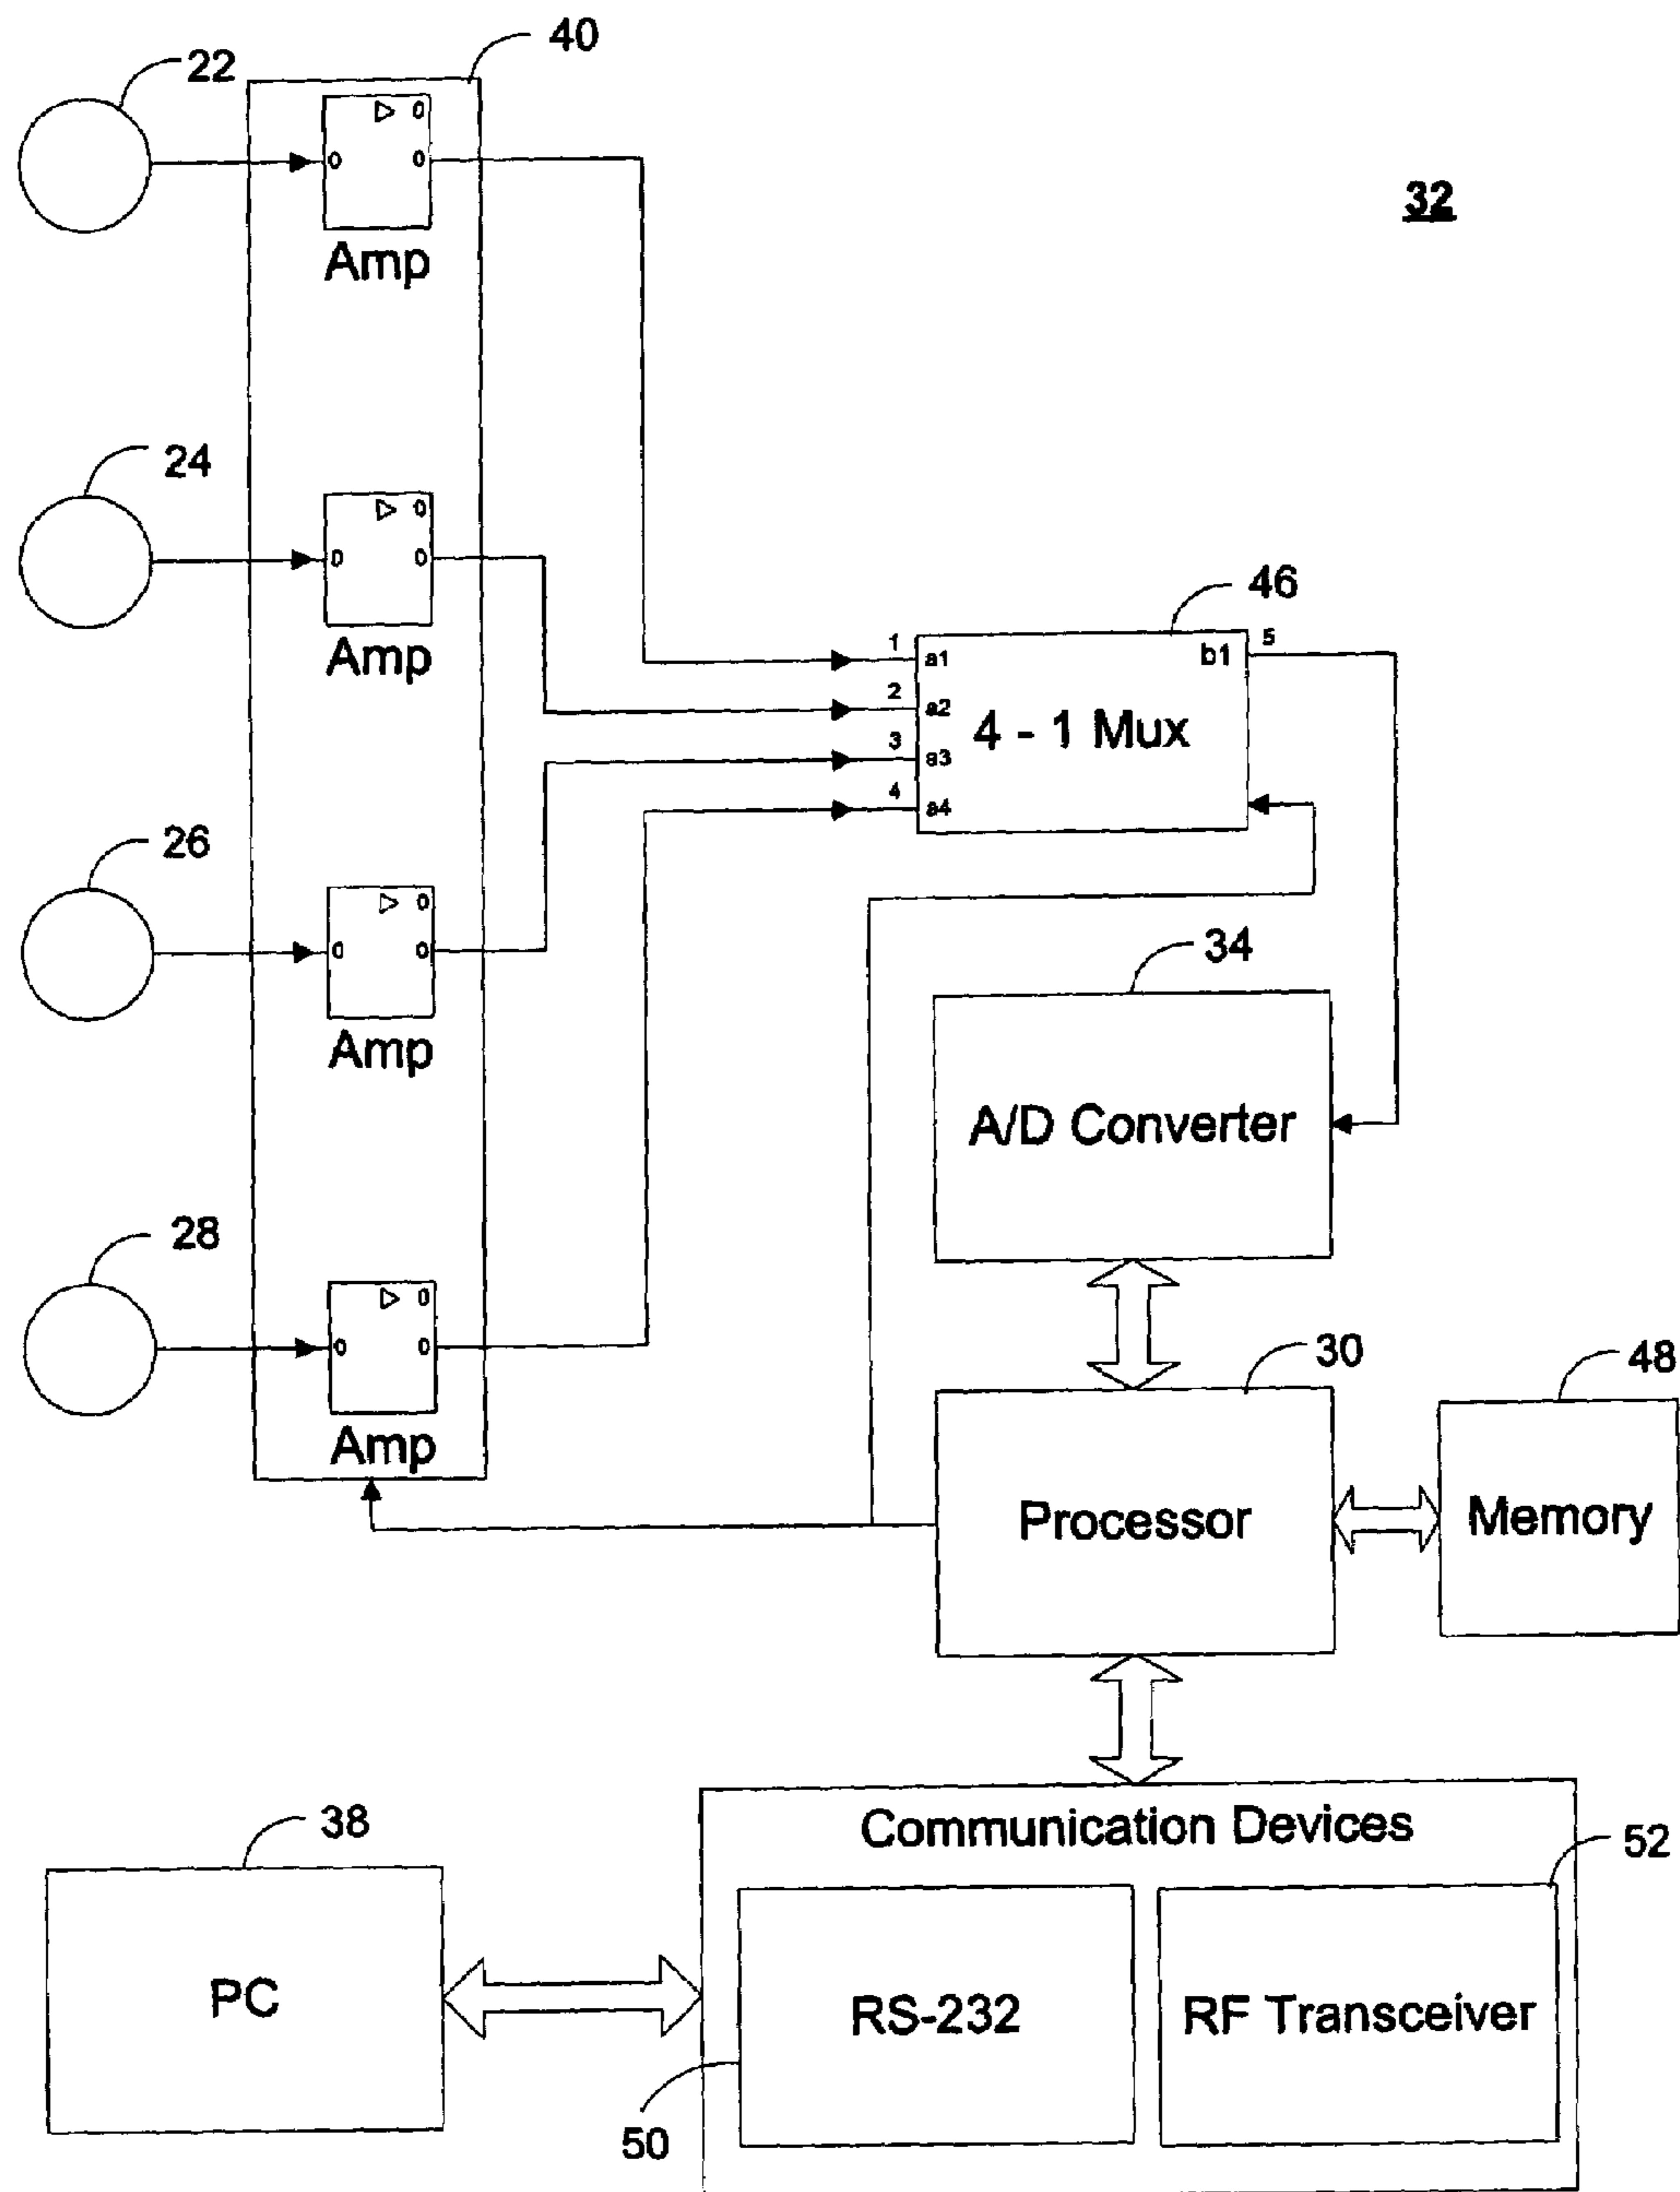 40
22
32
Amp
24
Amp
46
1 a1 b1 5
2 a2
4 - 1 Mux
3 a3
4 a4
26
34
Amp
A/D Converter
28
30
48
Amp
Processor
Memory
38
Communication Devices
52
PC
RS-232
RF Transceiver
50